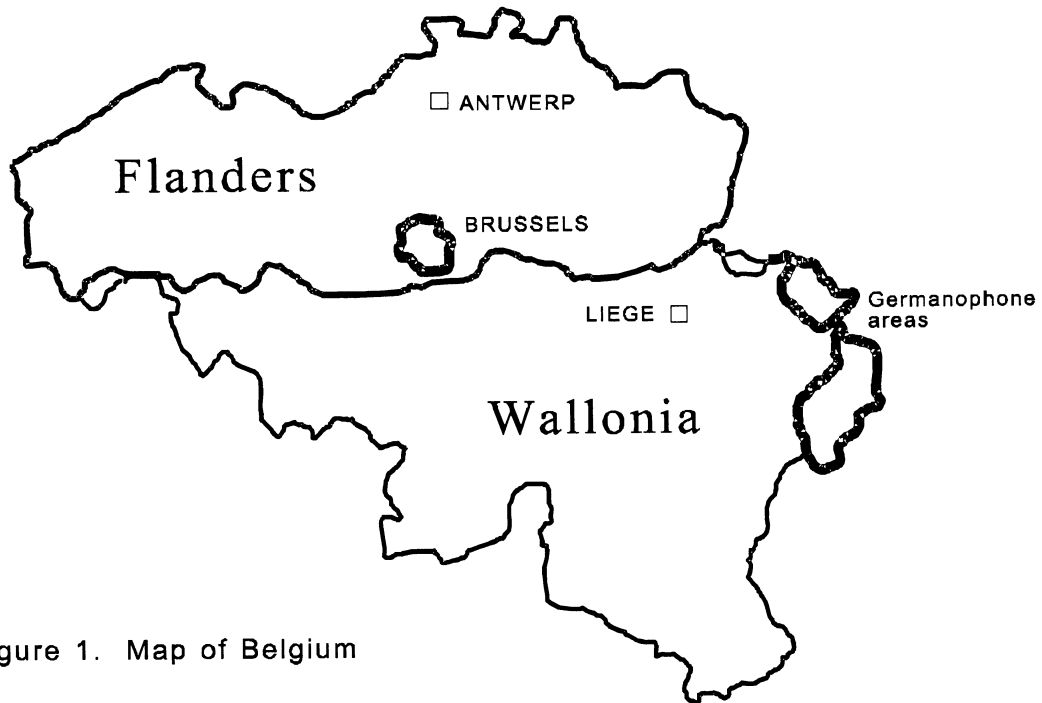 ANTWERP
Flanders
BRUSSELS
LIEGE
Germanophone
areas
Wallonia
gure 1. Map of Belgium